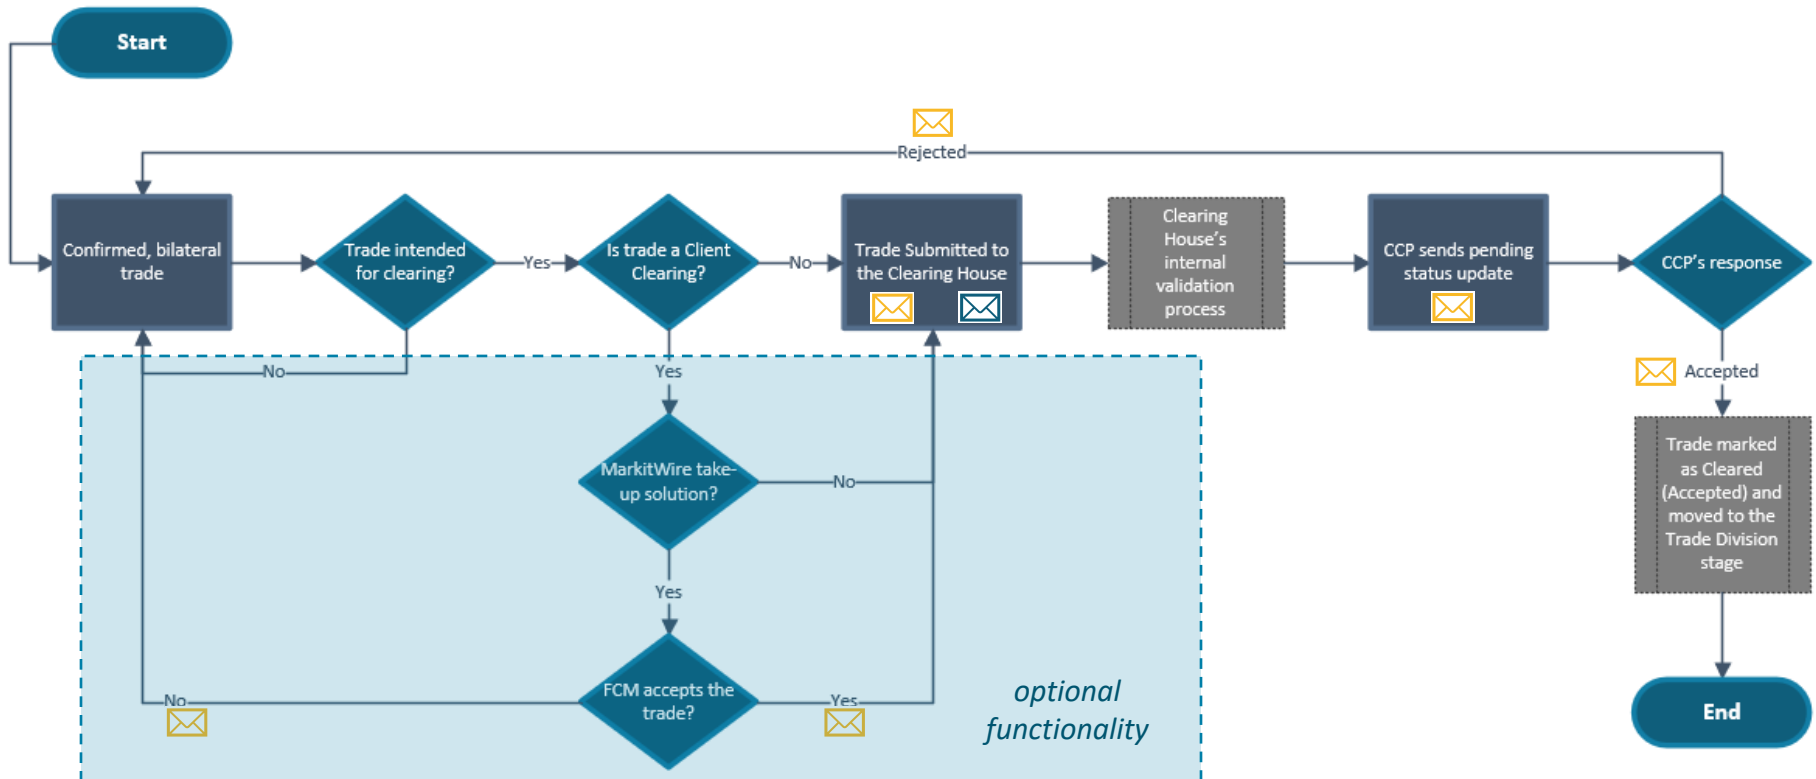 Start
Rejected
Confirmed, bilateral
trade
Trade intended
for clearing?
Yes
Is trade a Client
Clearing?
No
Trade Submitted to
the Clearing House
Clearing
House's
internal
validation
process
CCP sends pending
status update
CCP's response
No
Yes
Accepted
MarkitWire take-
up solution?
No
Trade marked
as Cleared
(Accepted) and
moved to the
Trade Division
stage
Yes
FCM accepts the
trade?
No
Yes
optional
functionality
End